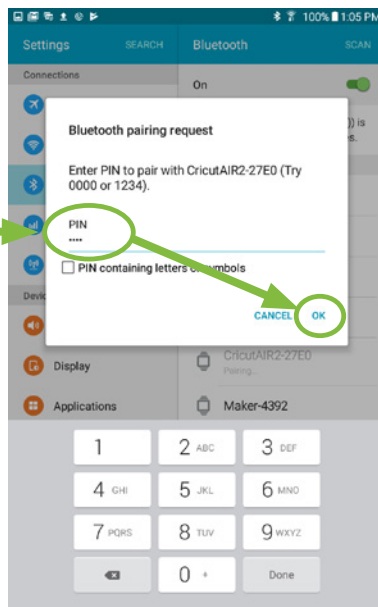 100% 1:05 PM
Settings SEARCH Bluetooth SCAN
Connections
On
)) is
s.
Bluetooth pairing request
Enter PIN to pair with CricutAIR2-27E0 (Try
0000 or 1234).
PIN
••••
PIN containing letters or symbols
CANCEL OK
Devic
CricutAIR2-27E0
Pairing...
Display
Applications
Maker-4392
1 2 ABC 3 DEF
4 GHI 5 JKL 6 MNO
7 PQRS 8 TUV 9 WXYZ
0 + Done